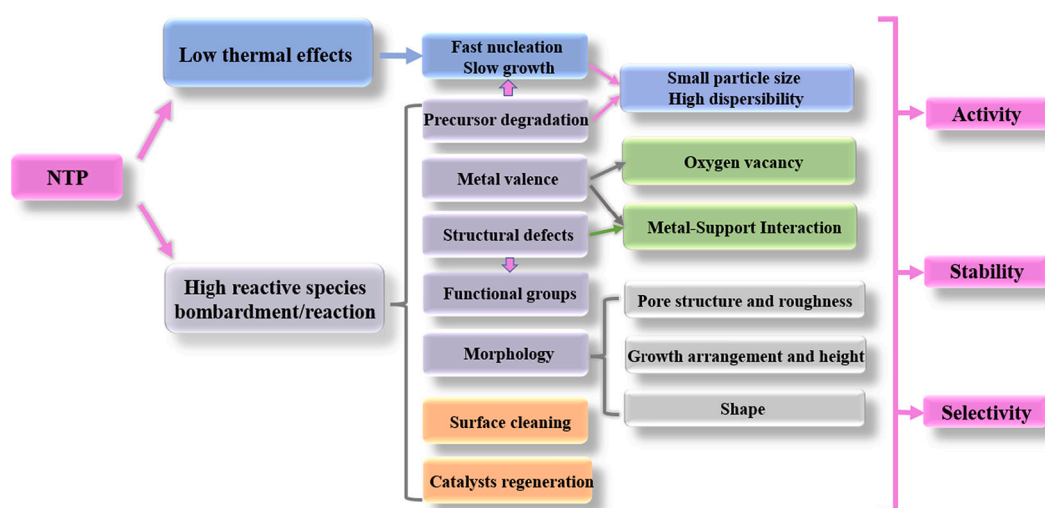 NTP
Low thermal effects
High reactive species
bombardment/reaction
Fast nucleation
Slow growth
Precursor degradation
Metal valence
Structural defects
Functional groups
Morphology
Surface cleaning
Catalysts regeneration
Small particle size
High dispersibility
Oxygen vacancy
Metal-Support Interaction
Pore structure and roughness
Growth arrangement and height
Shape
Activity
Stability
Selectivity